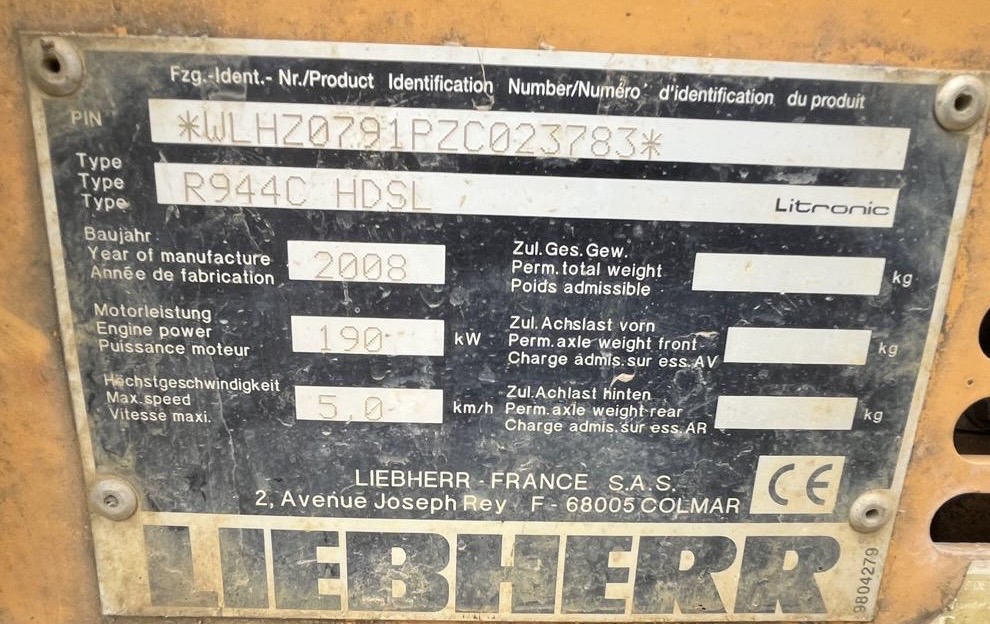 Fzg.-Ident.- Nr./Product Identification Number/Numéro d'identification du produit
PIN *WLHZ0791PZC023783*
Type
Type R944C HDSL Litronic
Type
Baujahr
Year of manufacture 2008
Année de fabrication
Zul.Ges.Gew.
Perm.total weight kg
Poids admissible
Motorleistung
Engine power 190 kW
Puissance moteur
Zul.Achslast vorn
Perm.axle weight front kg
Charge admis.sur ess.AV
Höchstgeschwindigkeit
Max.speed 5,0 km/h
Vitesse maxi.
Zul.Achlast hinten
Perm.axle weight rear kg
Charge admis.sur ess.AR
LIEBHERR - FRANCE S.A.S.
2, Avenue Joseph Rey F - 68005 COLMAR
CE
LIEBHERR
9804279